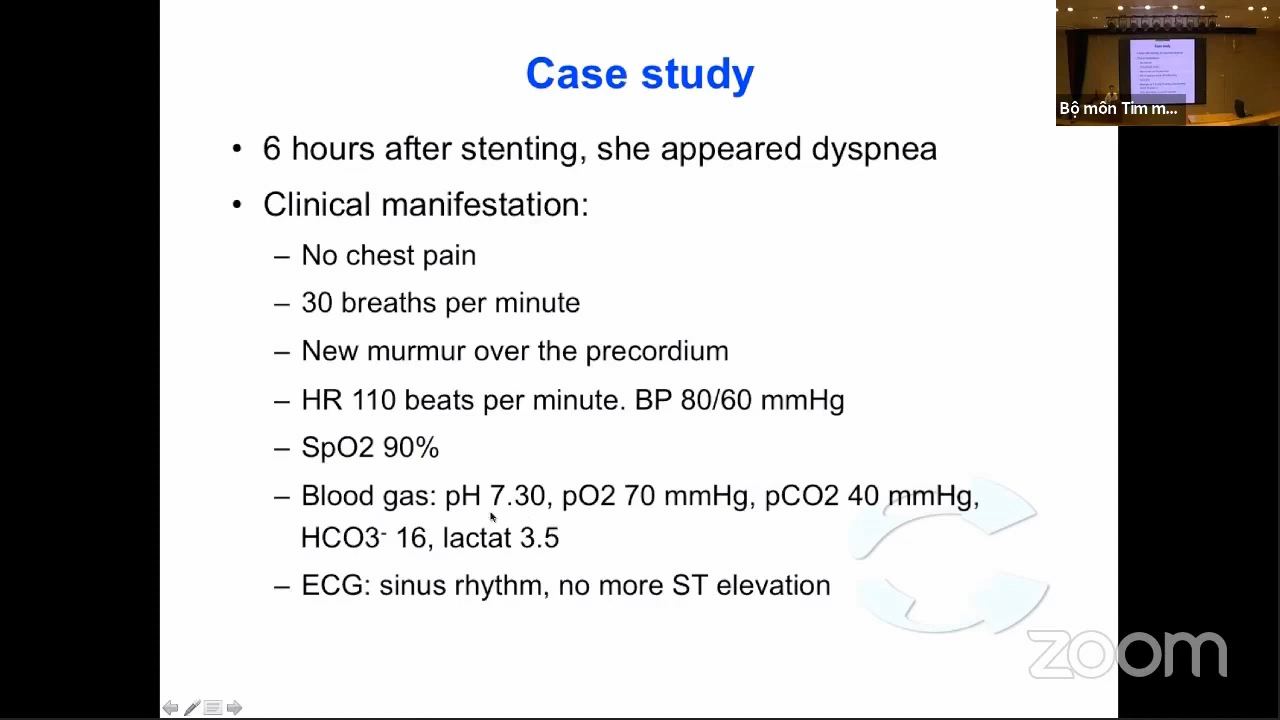 Case study
• 6 hours after stenting, she appeared dyspnea
• Clinical manifestation:
– No chest pain
– 30 breaths per minute
– New murmur over the precordium
– HR 110 beats per minute. BP 80/60 mmHg
– SpO2 90%
– Blood gas: pH 7.30, pO2 70 mmHg, pCO2 40 mmHg,
HCO3- 16, lactat 3.5
– ECG: sinus rhythm, no more ST elevation
Bộ môn Tim m...
Case study
zoom